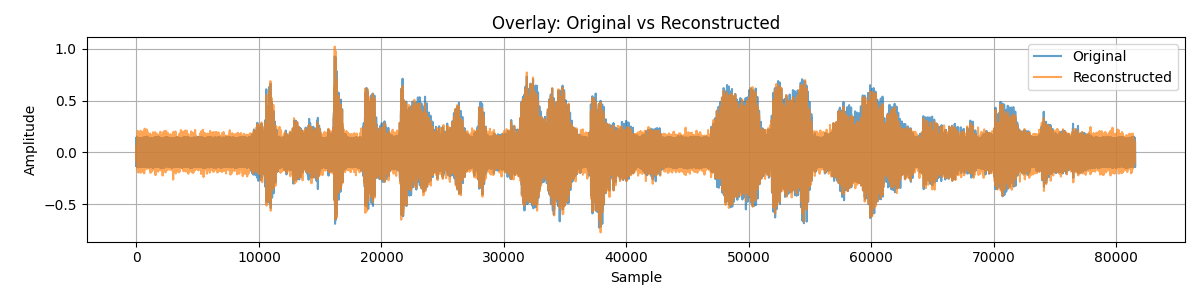 Overlay: Original vs Reconstructed
Original
Reconstructed
1.0
0.5
0.0
−0.5
Amplitude
0 10000 20000 30000 40000 50000 60000 70000 80000
Sample